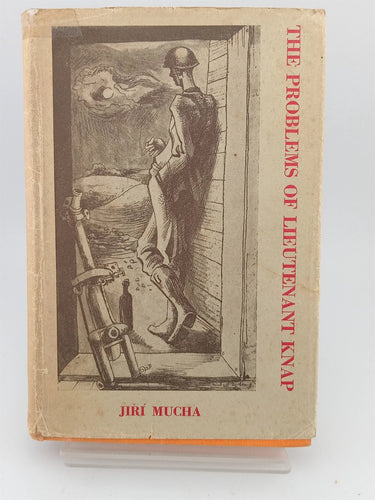 THE PROBLEMS OF LIEUTENANT KNAP
JIŘÍ MUCHA